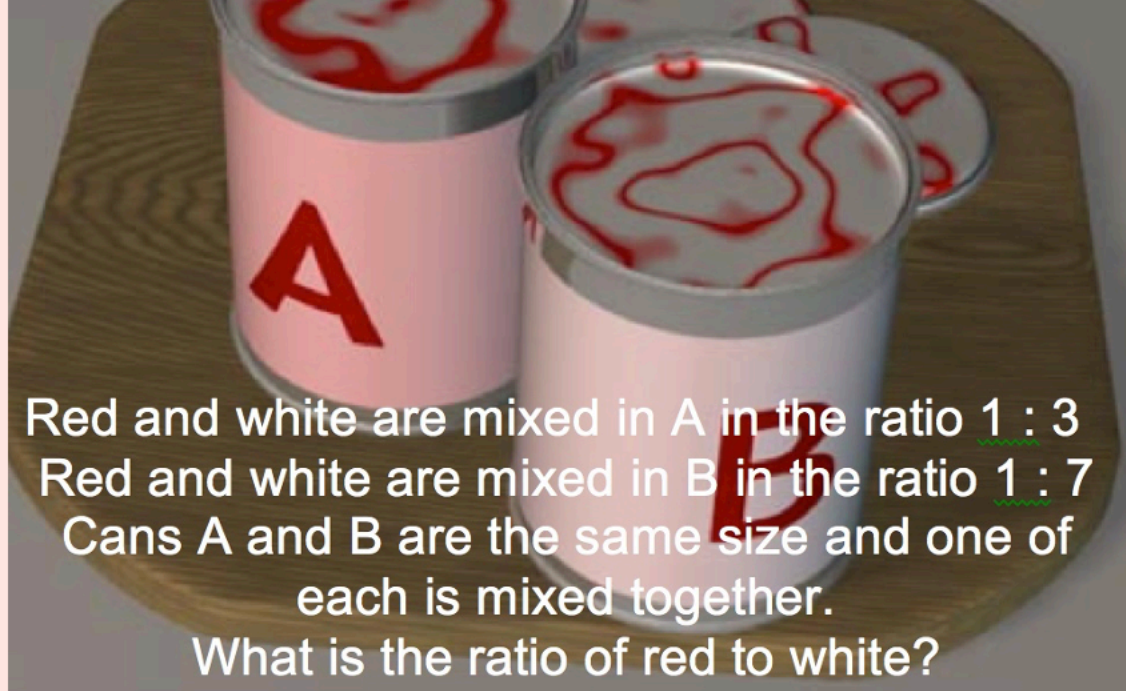 A
B
Red and white are mixed in A in the ratio 1 : 3
Red and white are mixed in B in the ratio 1 : 7
Cans A and B are the same size and one of
each is mixed together.
What is the ratio of red to white?